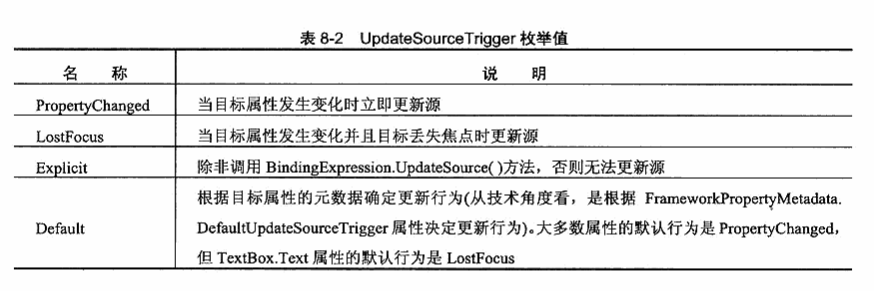 表 8-2 UpdateSourceTrigger 枚举值
名 称 说 明
PropertyChanged 当目标属性发生变化时立即更新源
LostFocus 当目标属性发生变化并且目标丢失焦点时更新源
Explicit 除非调用 BindingExpression.UpdateSource( )方法，否则无法更新源
根据目标属性的元数据确定更新行为(从技术角度看，是根据 FrameworkPropertyMetadata.
Default DefaultUpdateSourceTrigger 属性决定更新行为)。大多数属性的默认行为是 PropertyChanged，
但 TextBox.Text 属性的默认行为是 LostFocus